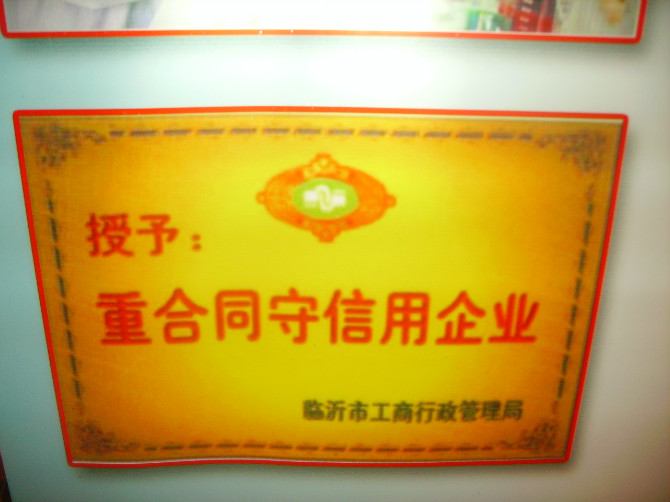 授予：
重合同守信用企业
临沂市工商行政管理局